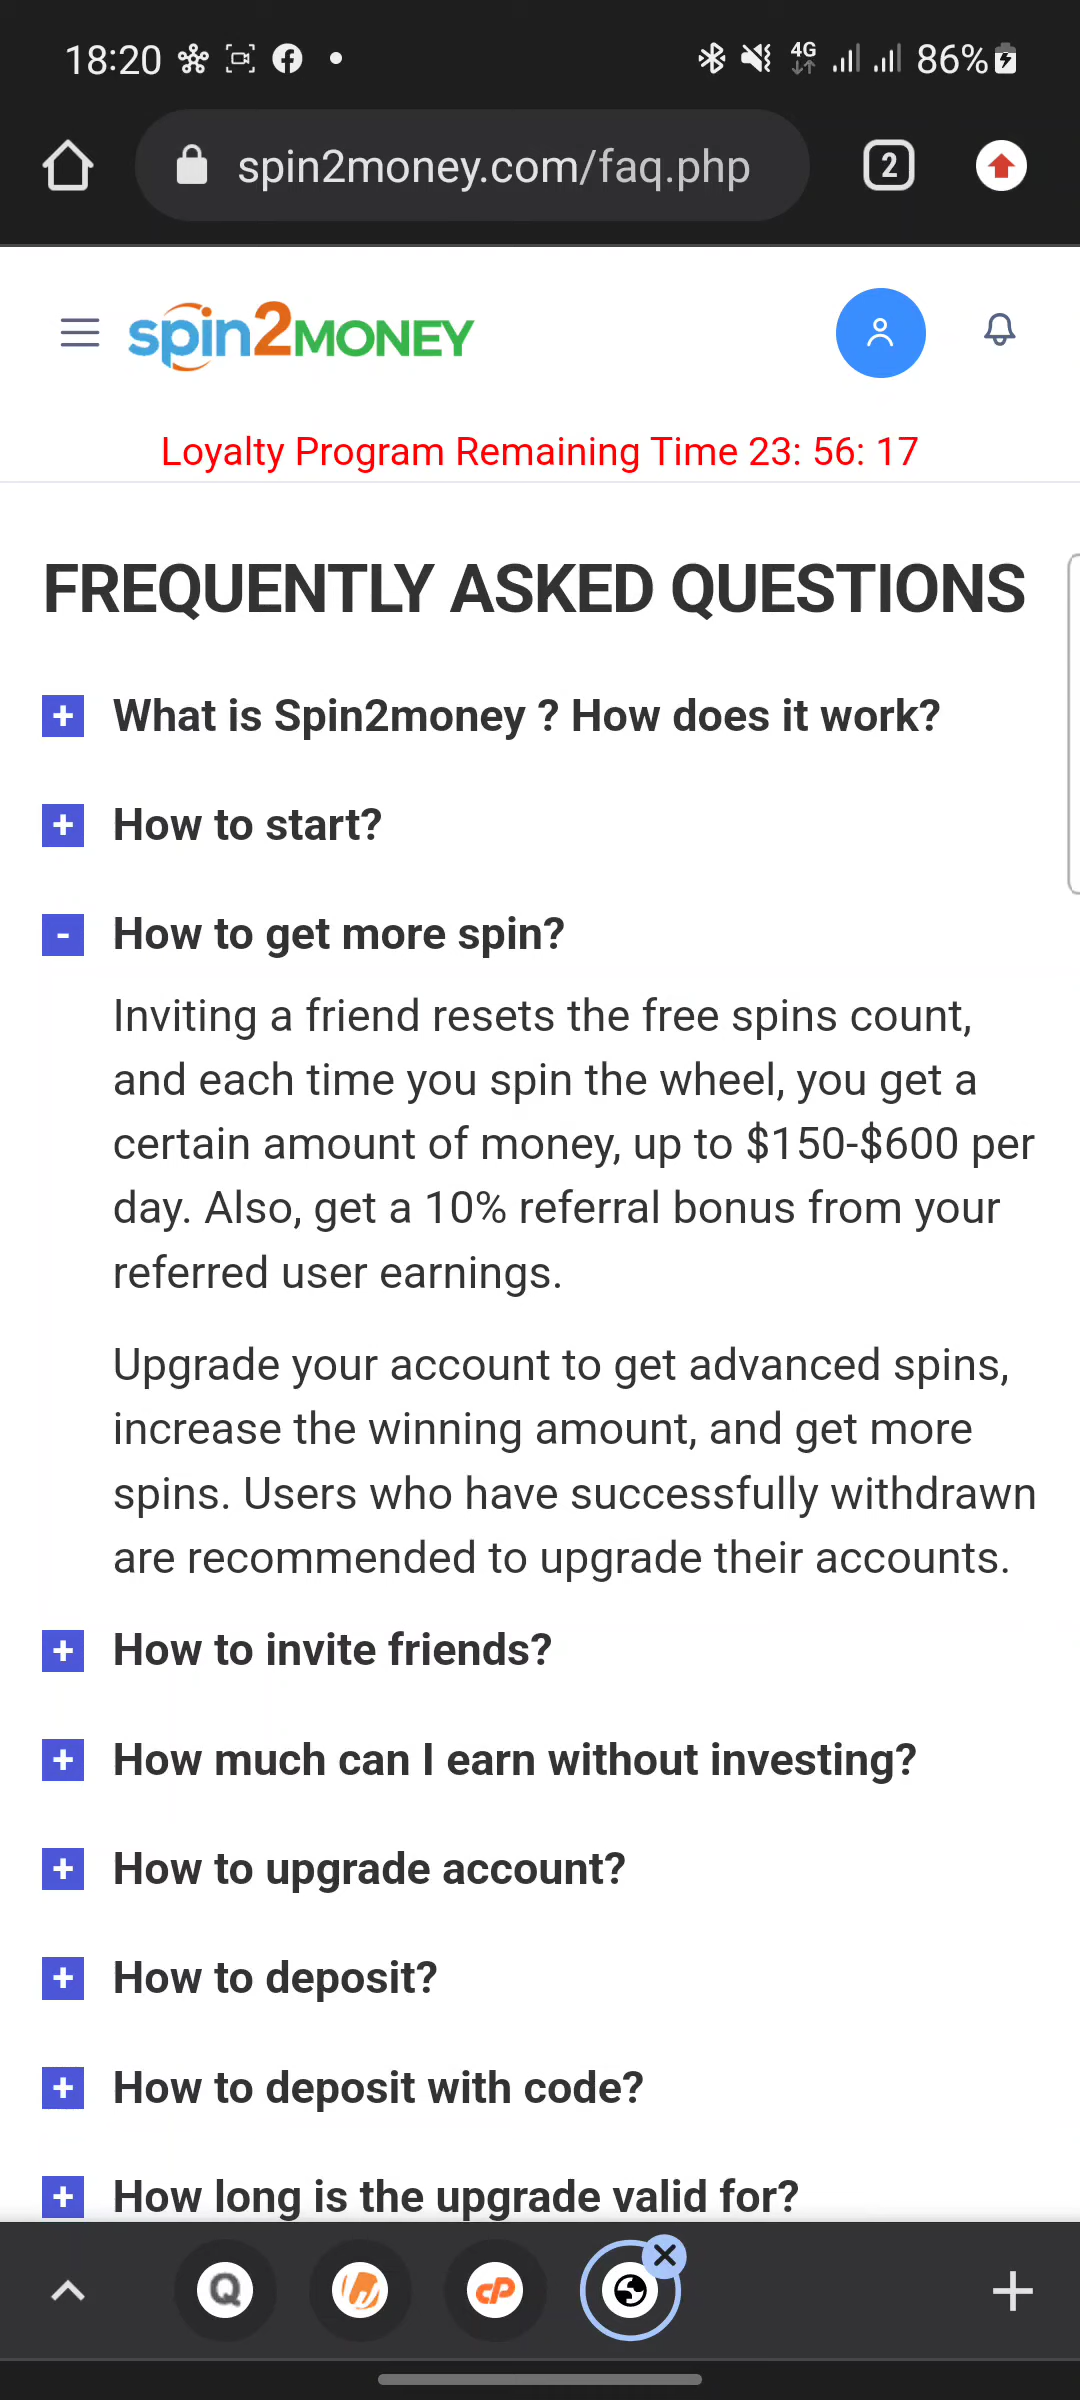 18:20
4G
86%
spin2money.com/faq.php
2
spin2MONEY
Loyalty Program Remaining Time 23: 56: 17
FREQUENTLY ASKED QUESTIONS
+ What is Spin2money ? How does it work?
+ How to start?
- How to get more spin?
Inviting a friend resets the free spins count,
and each time you spin the wheel, you get a
certain amount of money, up to $150-$600 per
day. Also, get a 10% referral bonus from your
referred user earnings.
Upgrade your account to get advanced spins,
increase the winning amount, and get more
spins. Users who have successfully withdrawn
are recommended to upgrade their accounts.
+ How to invite friends?
+ How much can I earn without investing?
+ How to upgrade account?
+ How to deposit?
+ How to deposit with code?
+ How long is the upgrade valid for?
Q
cP